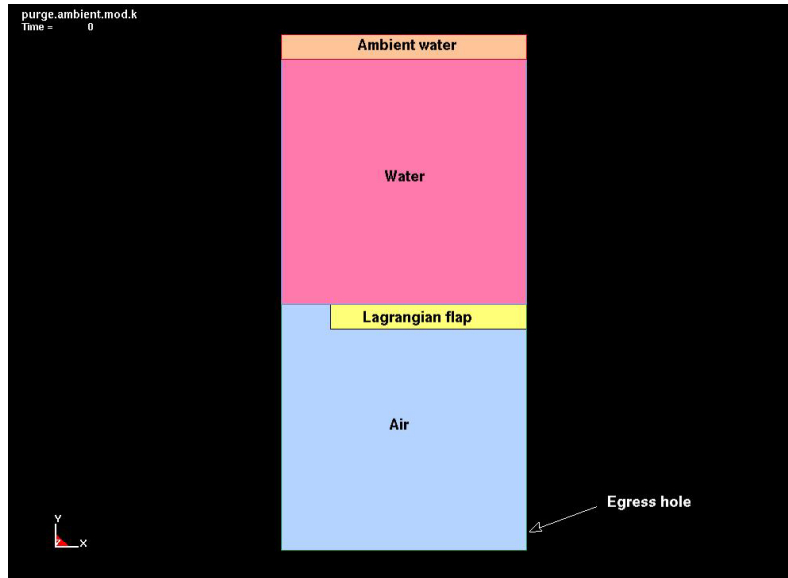 purge.ambient.mod.k
Time = 0
Ambient water
Water
Lagrangian flap
Air
Egress hole
Y
Z X